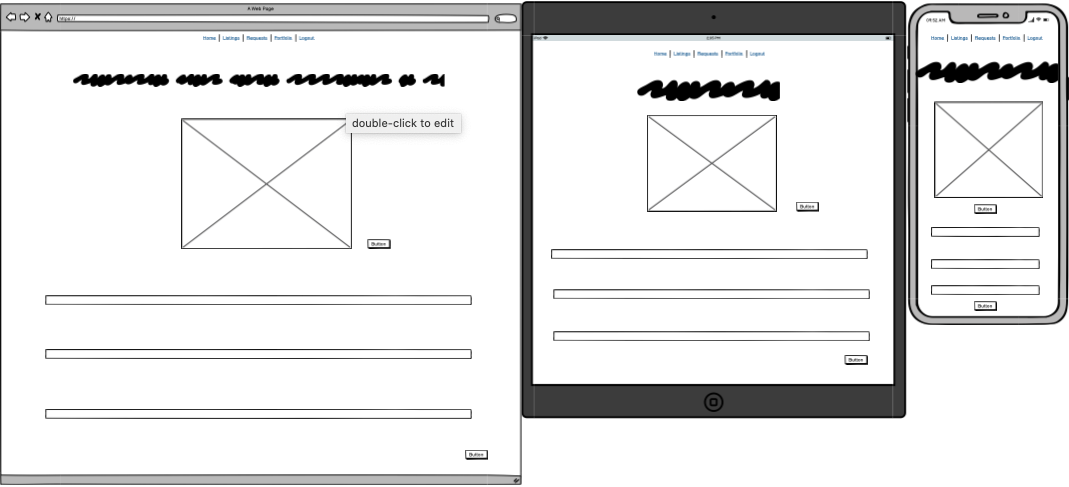 A Web Page
https://
Home | Listings | Requests | Portfolio | Logout
double-click to edit
Button
Button
iPad
Home | Listings | Requests | Portfolio | Logout
Button
Button
09:32 AM
Home | Listings | Requests | Portfolio | Logout
Button
Button